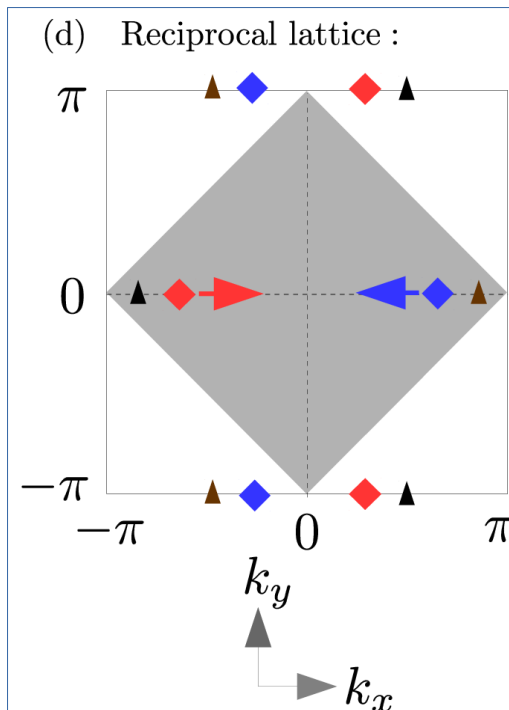 (d) Reciprocal lattice :
π
0
−π
−π 0 π
k_y
k_x